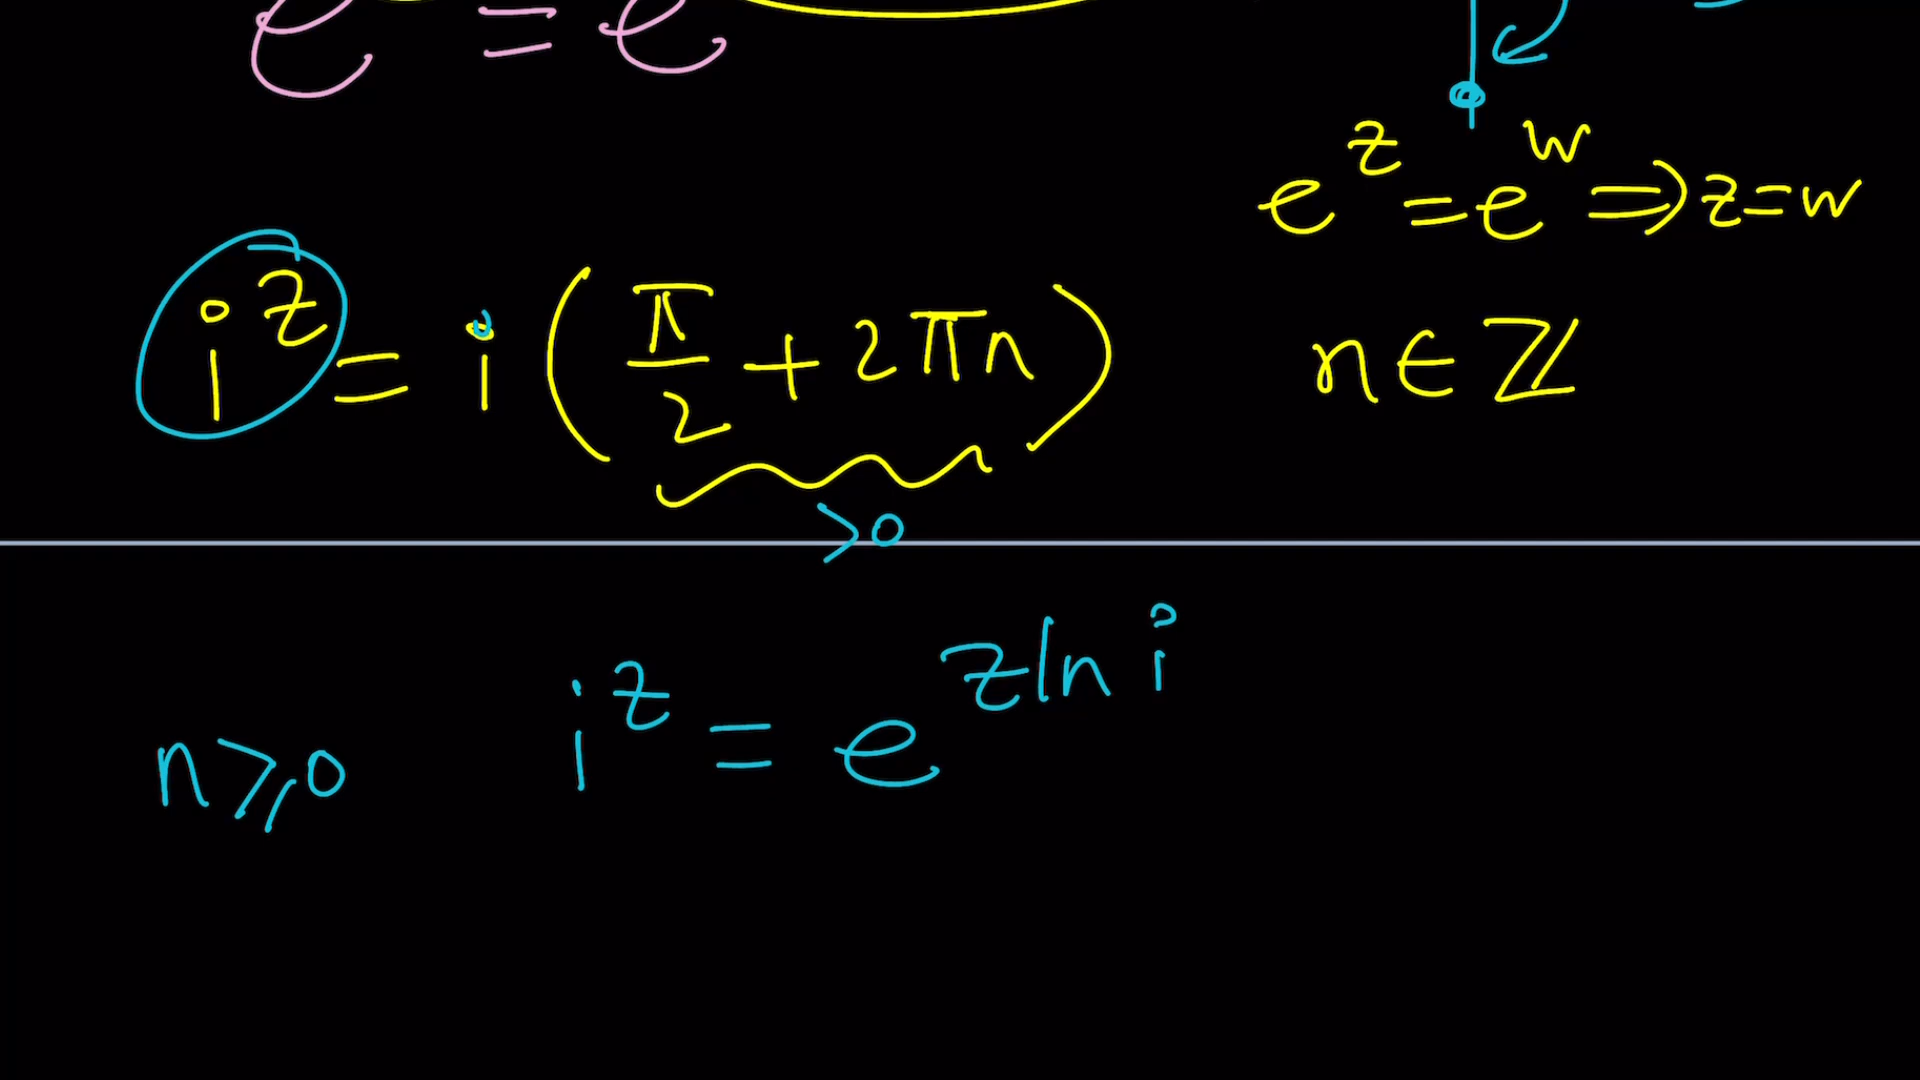 e = e
e^z = e^w ⇒ z = w
i^z = i (π/2 + 2πn) n ∈ ℤ
>0
n ⩾ 0 i^z = e^{z ln i}